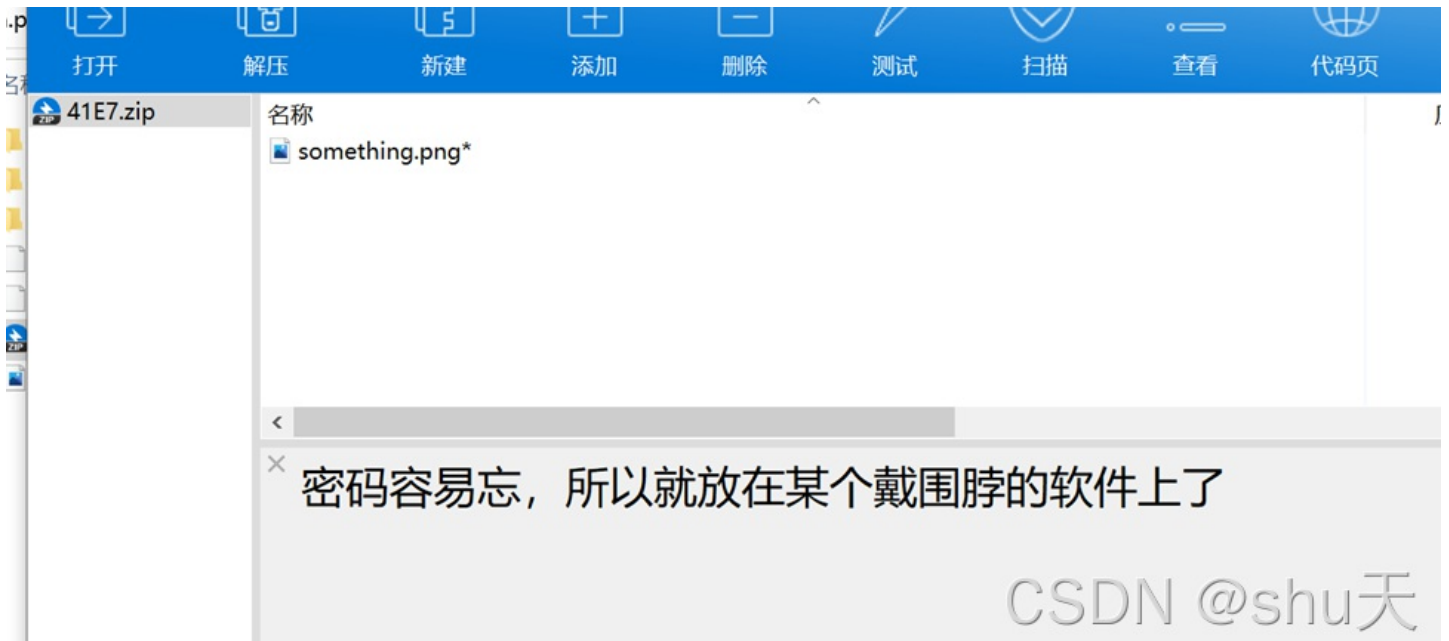 .p
打开 解压 新建 添加 删除 测试 扫描 查看 代码页
41E7.zip
名称
something.png*
密码容易忘，所以就放在某个戴围脖的软件上了
CSDN @shu天